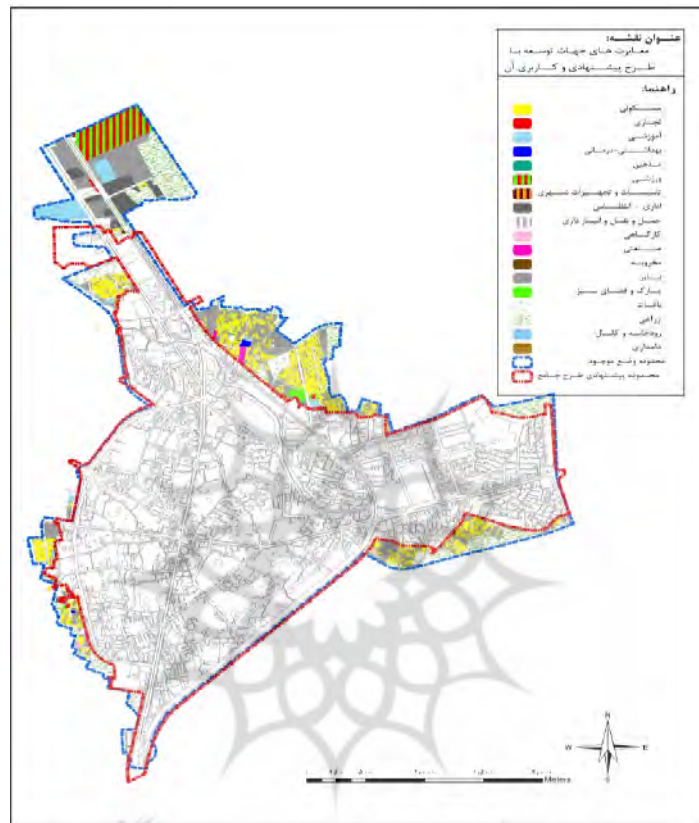 عنوان نقشه:
مغایرت های جهات توسعه با
طرح پیشنهادی و کاربری آن
راهنما:
مسکونی
تجاری
آموزشی
بهداشتی-درمانی
مذهبی
ورزشی
تاسیسات و تجهیزات شهری
اداری - انتظامی
حمل و نقل و انبارداری
کارگاهی
صنعتی
مخروبه
بایر
پارک و فضای سبز
باغات
زراعی
رودخانه و کانال
دامداری
محدوده وضع موجود
محدوده پیشنهادی طرح جامع
N
W E
S
Meters